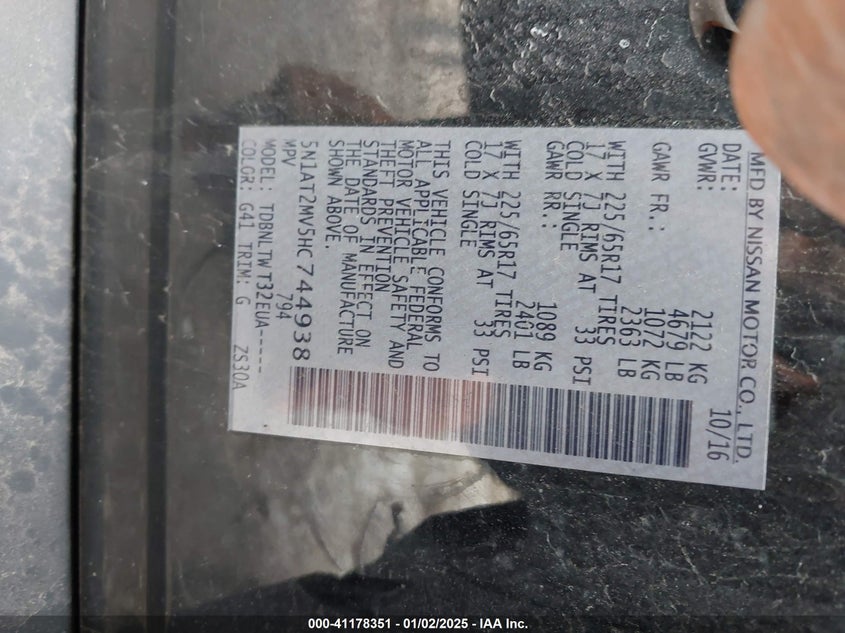 MFD BY NISSAN MOTOR CO., LTD.
DATE: 10/16
GVWR: 2122 KG
4679 LB
GAWR FR.: 1072 KG
2363 LB
WITH 225/65R17 TIRES
17 X 7J RIMS AT 33 PSI
COLD SINGLE
GAWR RR.: 1089 KG
2401 LB
WITH 225/65R17 TIRES
17 X 7J RIMS AT 33 PSI
COLD SINGLE
THIS VEHICLE CONFORMS TO
ALL APPLICABLE FEDERAL
MOTOR VEHICLE SAFETY AND
THEFT PREVENTION
STANDARDS IN EFFECT ON
THE DATE OF MANUFACTURE
SHOWN ABOVE.
5N1AT2MV5HC744938
MPV 794
MODEL: TDBNLTWT32EUA-----
COLOR: G41 TRIM: G ZS30A
000-41178351 - 01/02/2025 - IAA Inc.